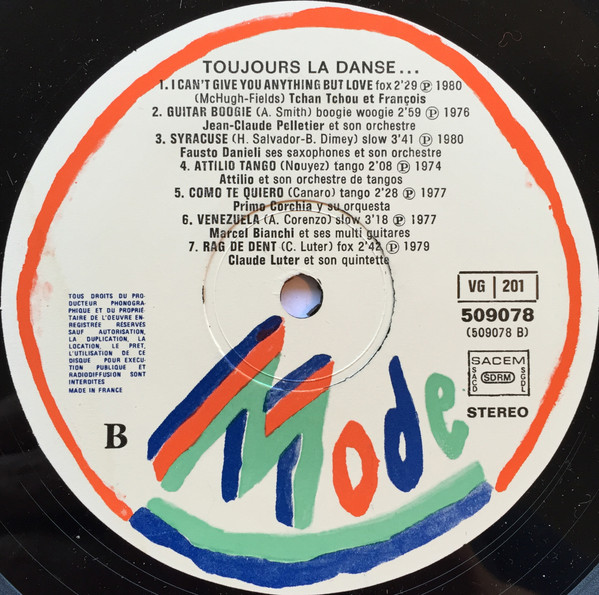 TOUJOURS LA DANSE...
1. I CAN'T GIVE YOU ANYTHING BUT LOVE fox 2'29 Ⓟ 1980
(McHugh-Fields) Tchan Tchou et François
2. GUITAR BOOGIE (A. Smith) boogie woogie 2'59 Ⓟ 1976
Jean-Claude Pelletier et son orchestre
3. SYRACUSE (H. Salvador-B. Dimey) slow 3'41 Ⓟ 1980
Fausto Danieli ses saxophones et son orchestre
4. ATTILIO TANGO (Nouyez) tango 2'08 Ⓟ 1974
Attilio et son orchestre de tangos
5. COMO TE QUIERO (Canaro) tango 2'28 Ⓟ 1977
Primo Corchia y su orquesta
6. VENEZUELA (A. Corenzo) slow 3'18 Ⓟ 1977
Marcel Bianchi et ses multi guitares
7. RAG DE DENT (C. Luter) fox 2'42 Ⓟ 1979
Claude Luter et son quintette
TOUS DROITS DU PRO-
DUCTEUR PHONOGRA-
PHIQUE ET DU PROPRIÉ-
TAIRE DE L'ŒUVRE EN-
REGISTRÉE RÉSERVÉS
SAUF AUTORISATION,
LA DUPLICATION, LA
LOCATION, LE PRÊT,
L'UTILISATION DE CE
DISQUE POUR EXÉCU-
TION PUBLIQUE ET
RADIODIFFUSION SONT
INTERDITES
MADE IN FRANCE
VG 201
509078
(509078 B)
SACEM
SACD SDRM SGDL
STEREO
B
Mode